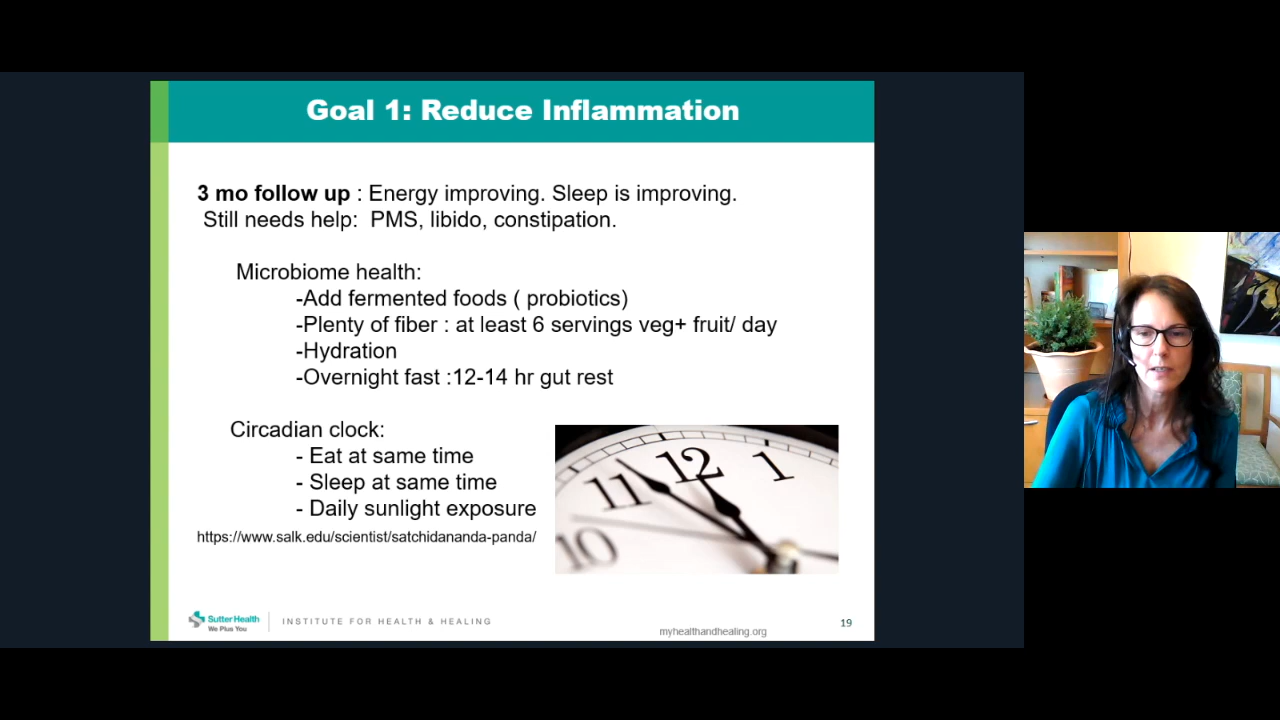 Goal 1: Reduce Inflammation
3 mo follow up : Energy improving. Sleep is improving.
Still needs help: PMS, libido, constipation.
Microbiome health:
-Add fermented foods ( probiotics)
-Plenty of fiber : at least 6 servings veg+ fruit/ day
-Hydration
-Overnight fast :12-14 hr gut rest
Circadian clock:
- Eat at same time
- Sleep at same time
- Daily sunlight exposure
https://www.salk.edu/scientist/satchidananda-panda/
12
1
11
10
Sutter Health
We Plus You
INSTITUTE FOR HEALTH & HEALING
myhealthandhealing.org
19